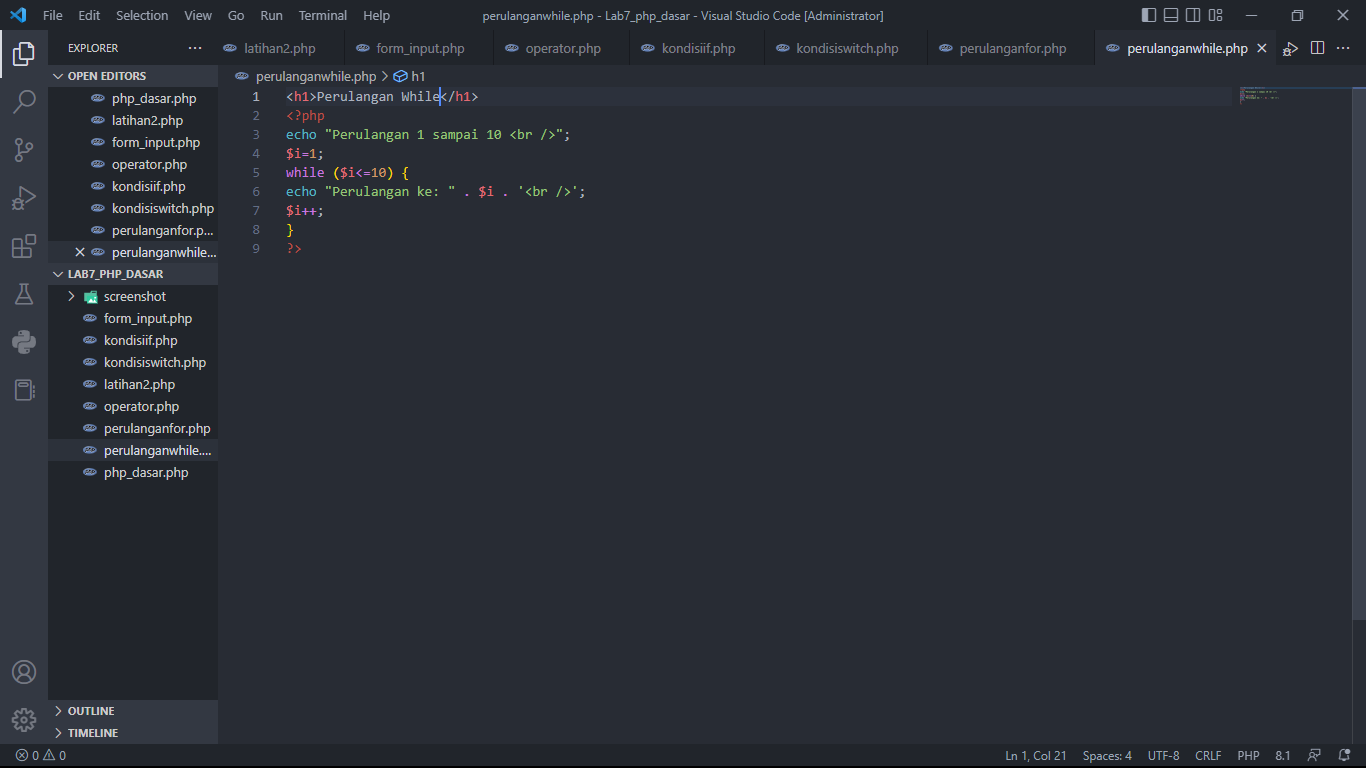 File Edit Selection View Go Run Terminal Help perulanganwhile.php - Lab7_php_dasar - Visual Studio Code [Administrator]
EXPLORER ...
latihan2.php form_input.php operator.php kondisiif.php kondisiswitch.php perulanganfor.php perulanganwhile.php
OPEN EDITORS
php_dasar.php
latihan2.php
form_input.php
operator.php
kondisiif.php
kondisiswitch.php
perulanganfor.p...
perulanganwhile...
LAB7_PHP_DASAR
screenshot
form_input.php
kondisiif.php
kondisiswitch.php
latihan2.php
operator.php
perulanganfor.php
perulanganwhile....
php_dasar.php
OUTLINE
TIMELINE
perulanganwhile.php > h1
1 <h1>Perulangan While</h1>
2 <?php
3 echo "Perulangan 1 sampai 10 <br />";
4 $i=1;
5 while ($i<=10) {
6 echo "Perulangan ke: " . $i . '<br />';
7 $i++;
8 }
9 ?>
0 0 Ln 1, Col 21 Spaces: 4 UTF-8 CRLF PHP 8.1